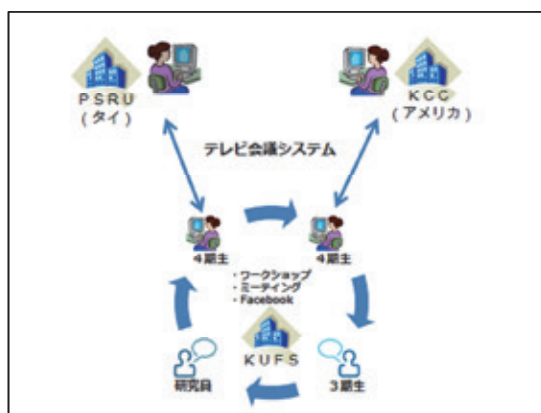 PSRU
（タイ）
KCC
（アメリカ）
テレビ会議システム
４期生
４期生
・ワークショップ
・ミーティング
・Facebook
KUFS
研究員
３期生